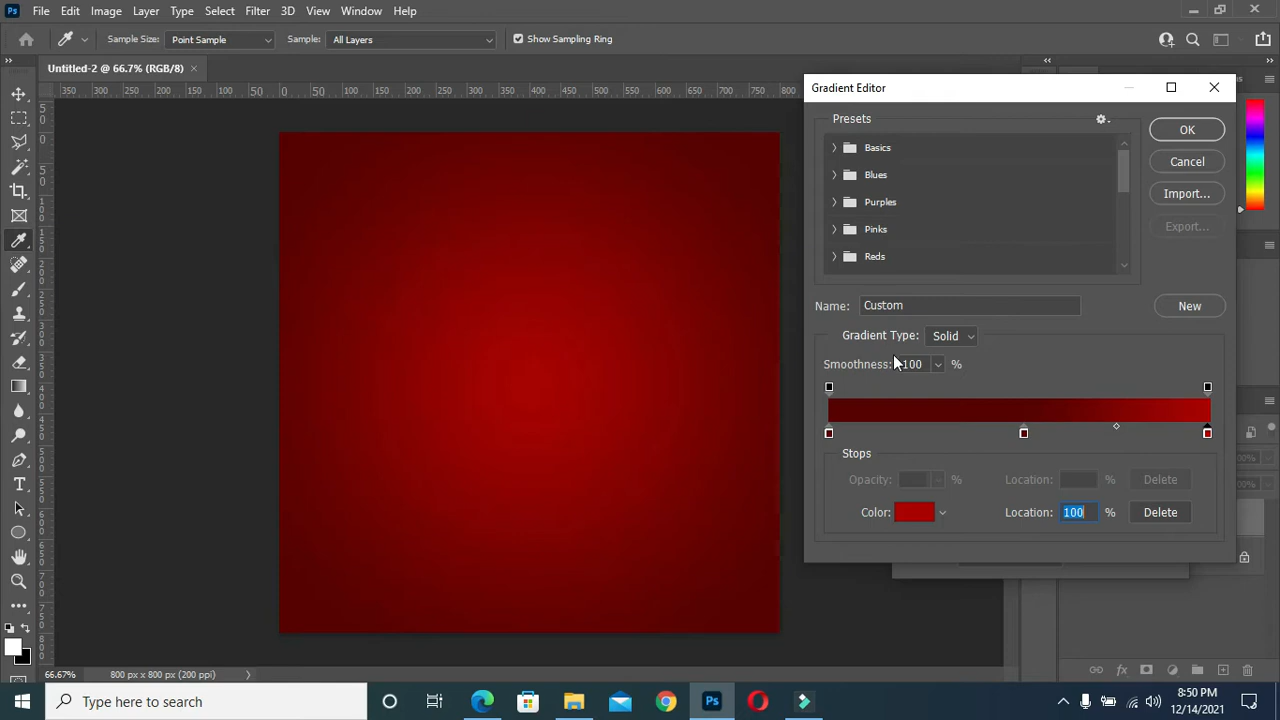 Ps File Edit Image Layer Type Select Filter 3D View Window Help
Sample Size: Point Sample Sample: All Layers Show Sampling Ring
Untitled-2 @ 66.7% (RGB/8)
350 300 250 200 150 100 50 0 50 100 150 200 250 300 350 400 450 500 550 600 650 700 750 800
Gradient Editor
Presets
OK
Basics
Cancel
Blues
Import...
Purples
Export...
Pinks
Reds
Name: Custom
New
Gradient Type: Solid
Smoothness: 100 %
Stops
Opacity: % Location: % Delete
Color: Location: 100 % Delete
66.67% 800 px x 800 px (200 ppi)
Type here to search
Ps
8:50 PM
12/14/2021